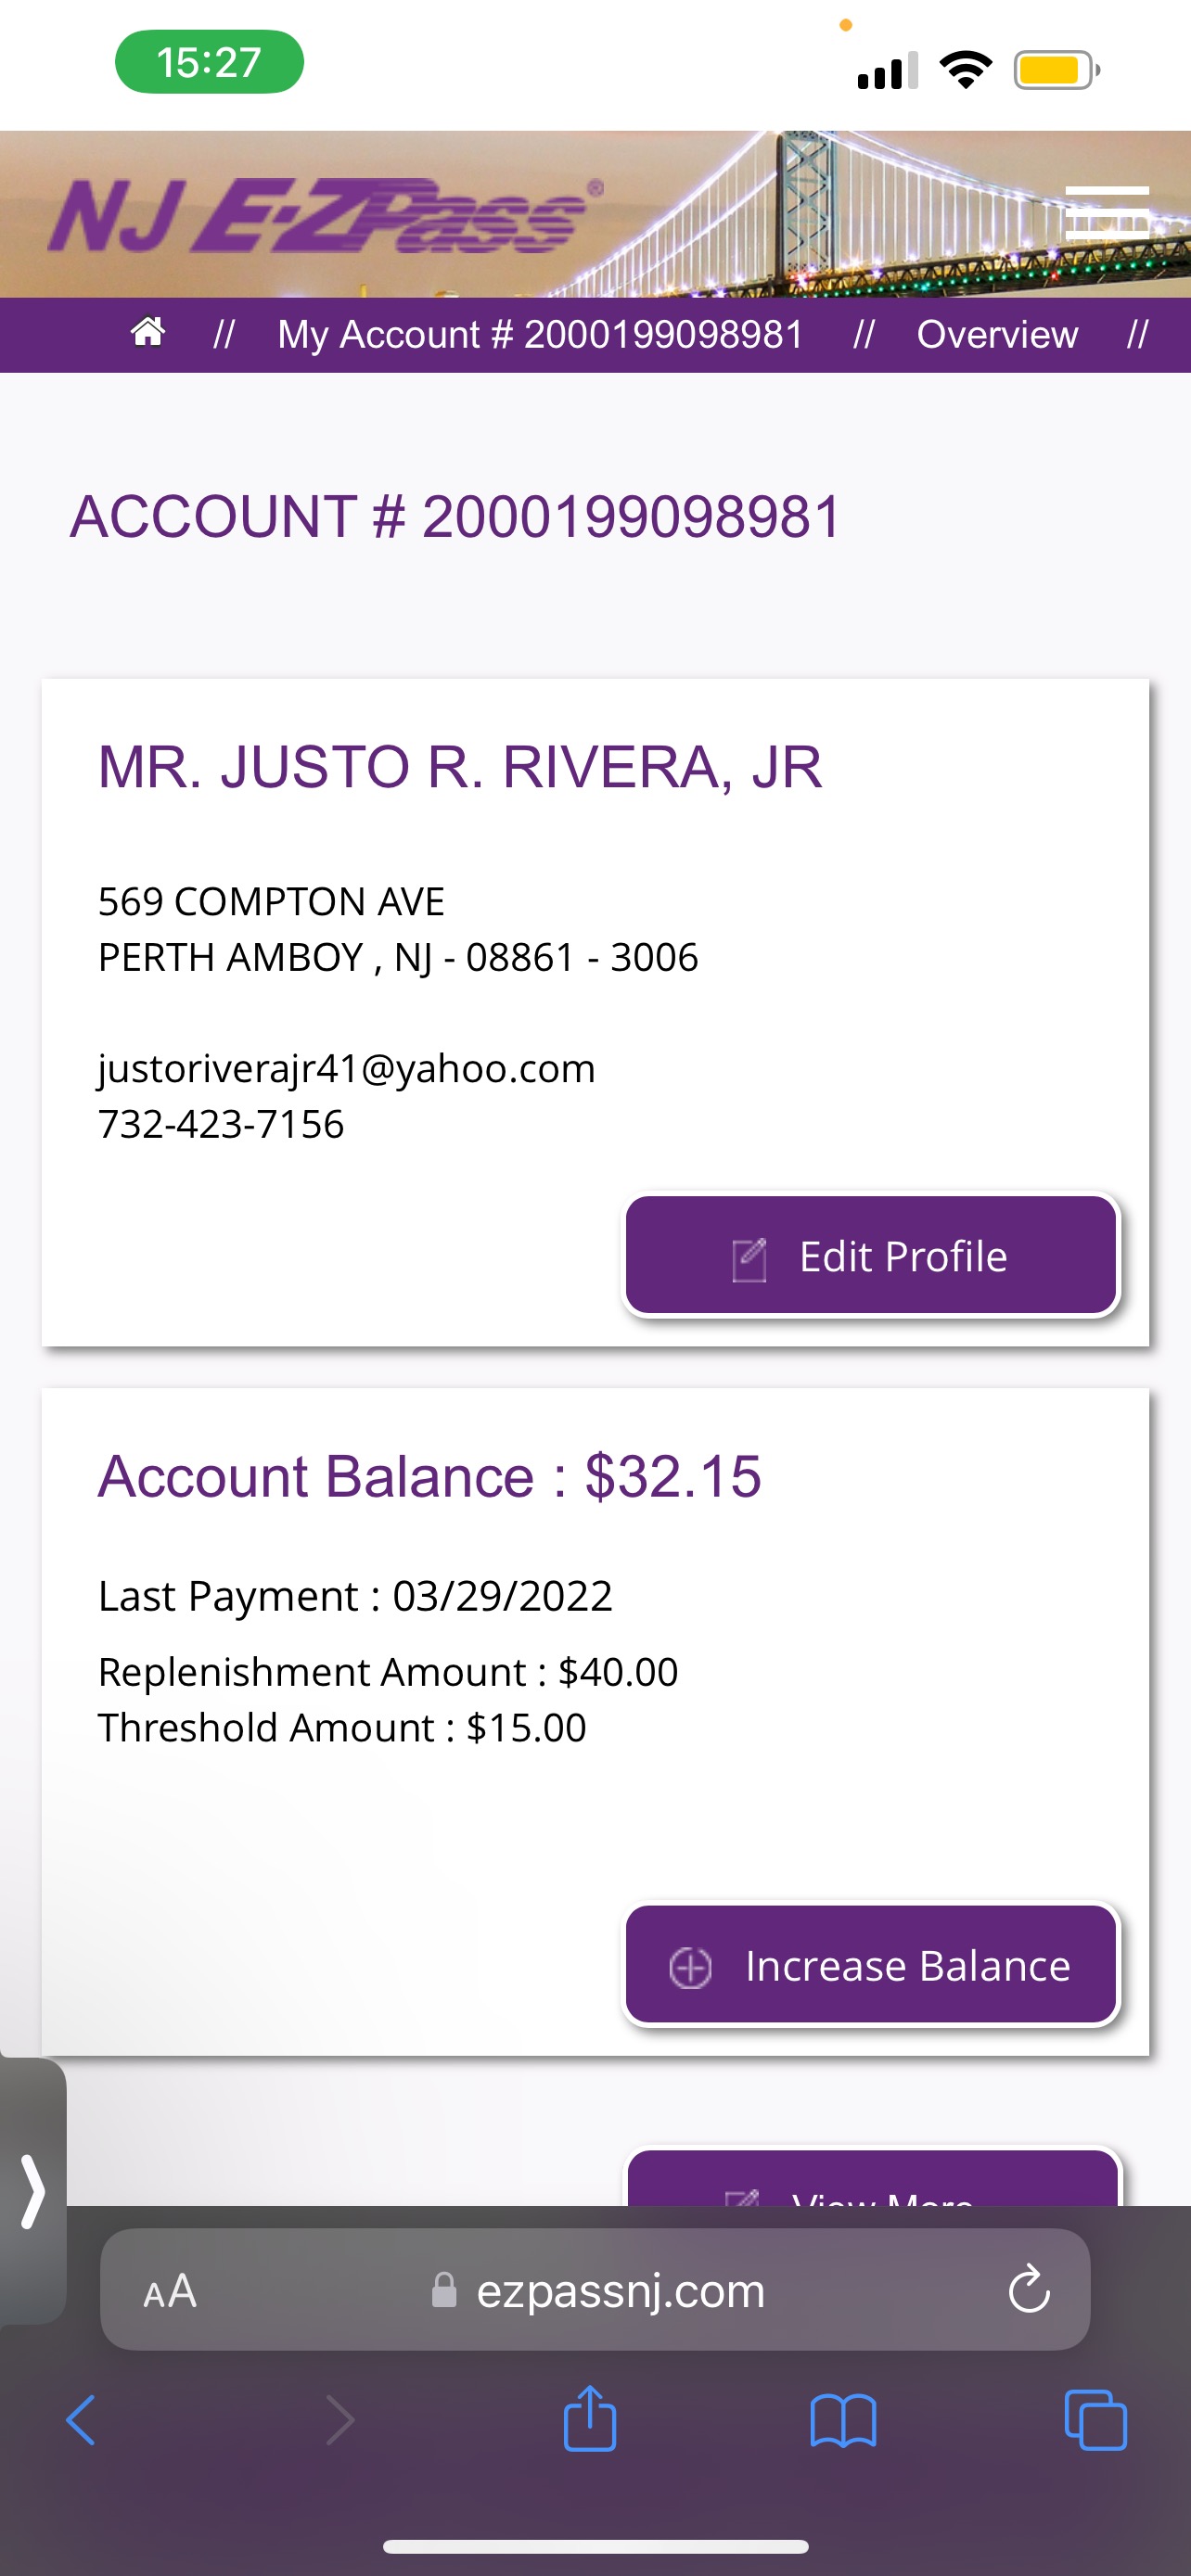 15:27
NJ E-ZPass®
// My Account # 2000199098981 // Overview //
ACCOUNT # 2000199098981
MR. JUSTO R. RIVERA, JR
569 COMPTON AVE
PERTH AMBOY , NJ - 08861 - 3006
justoriverajr41@yahoo.com
732-423-7156
Edit Profile
Account Balance : $32.15
Last Payment : 03/29/2022
Replenishment Amount : $40.00
Threshold Amount : $15.00
Increase Balance
View More
AA ezpassnj.com